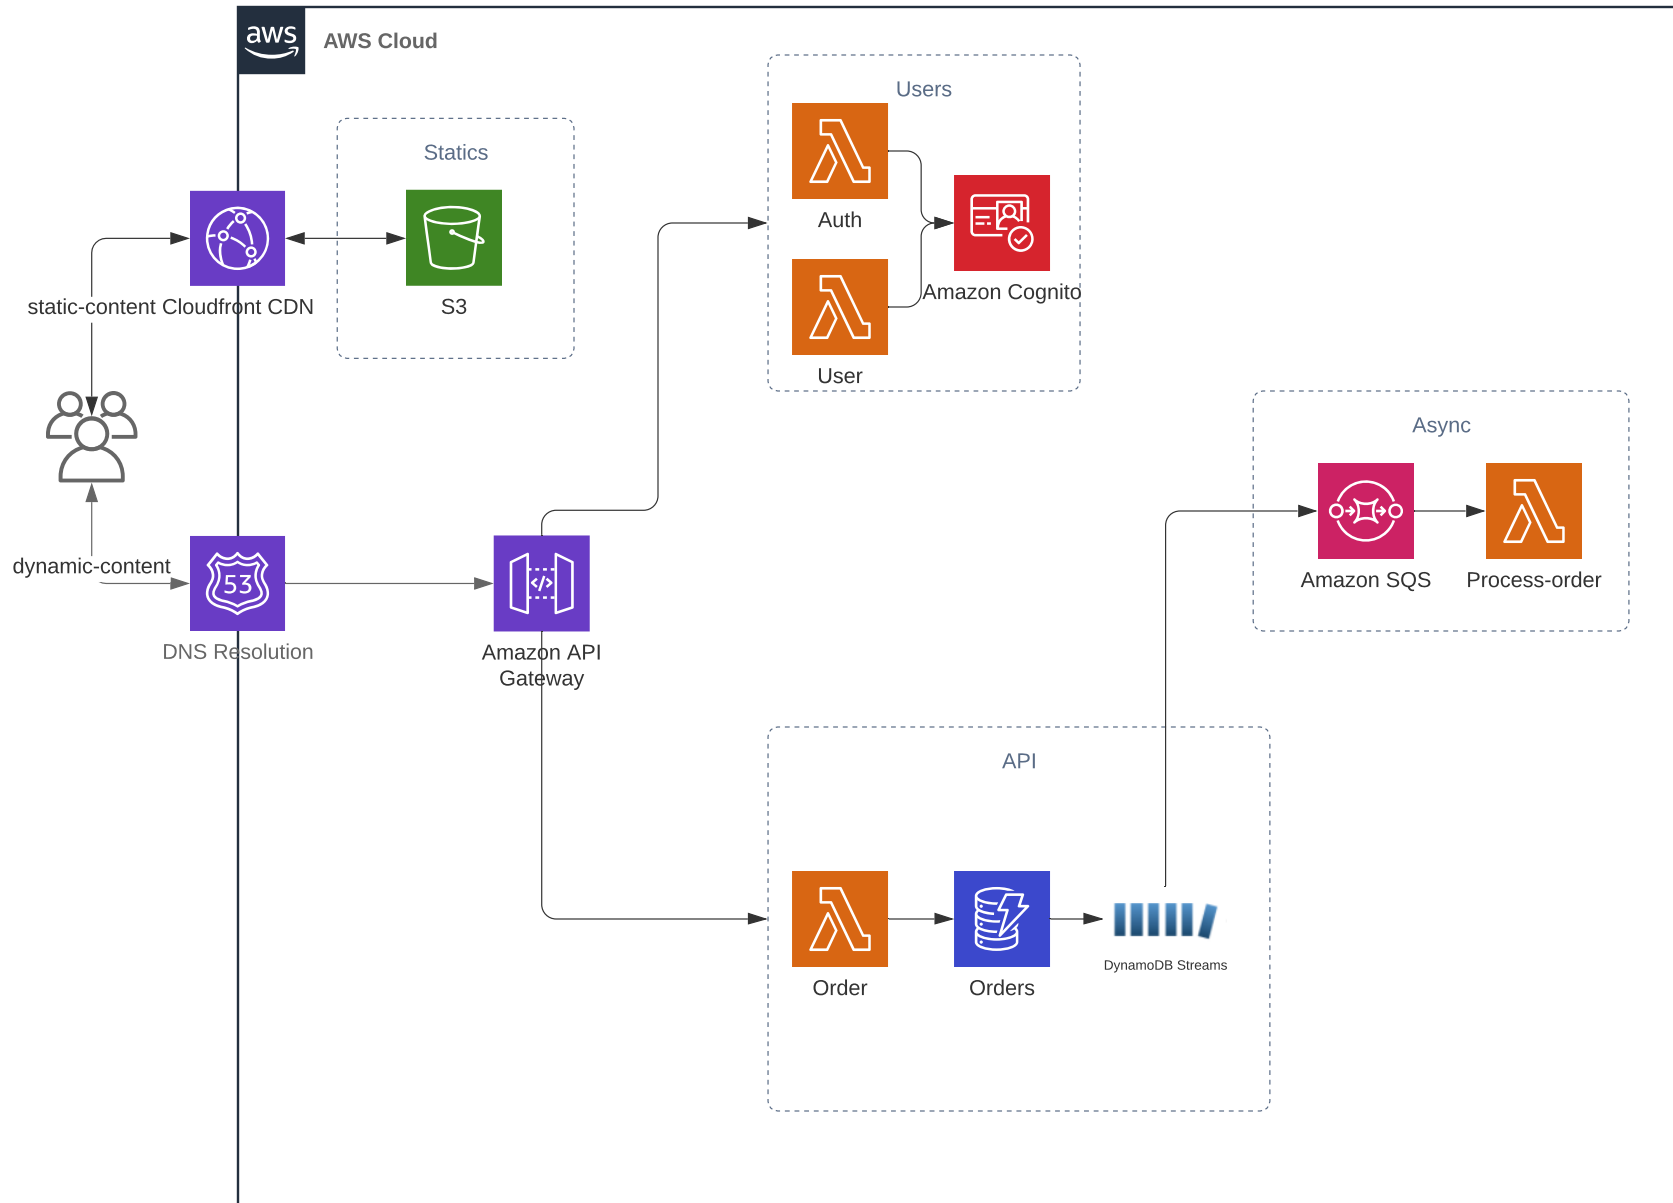 aws
AWS Cloud
Users
Statics
Auth
Amazon Cognito
S3
static-content
Cloudfront CDN
User
Async
Amazon SQS
Process-order
dynamic-content
53
</>
DNS Resolution
Amazon API
Gateway
API
Order
Orders
DynamoDB Streams